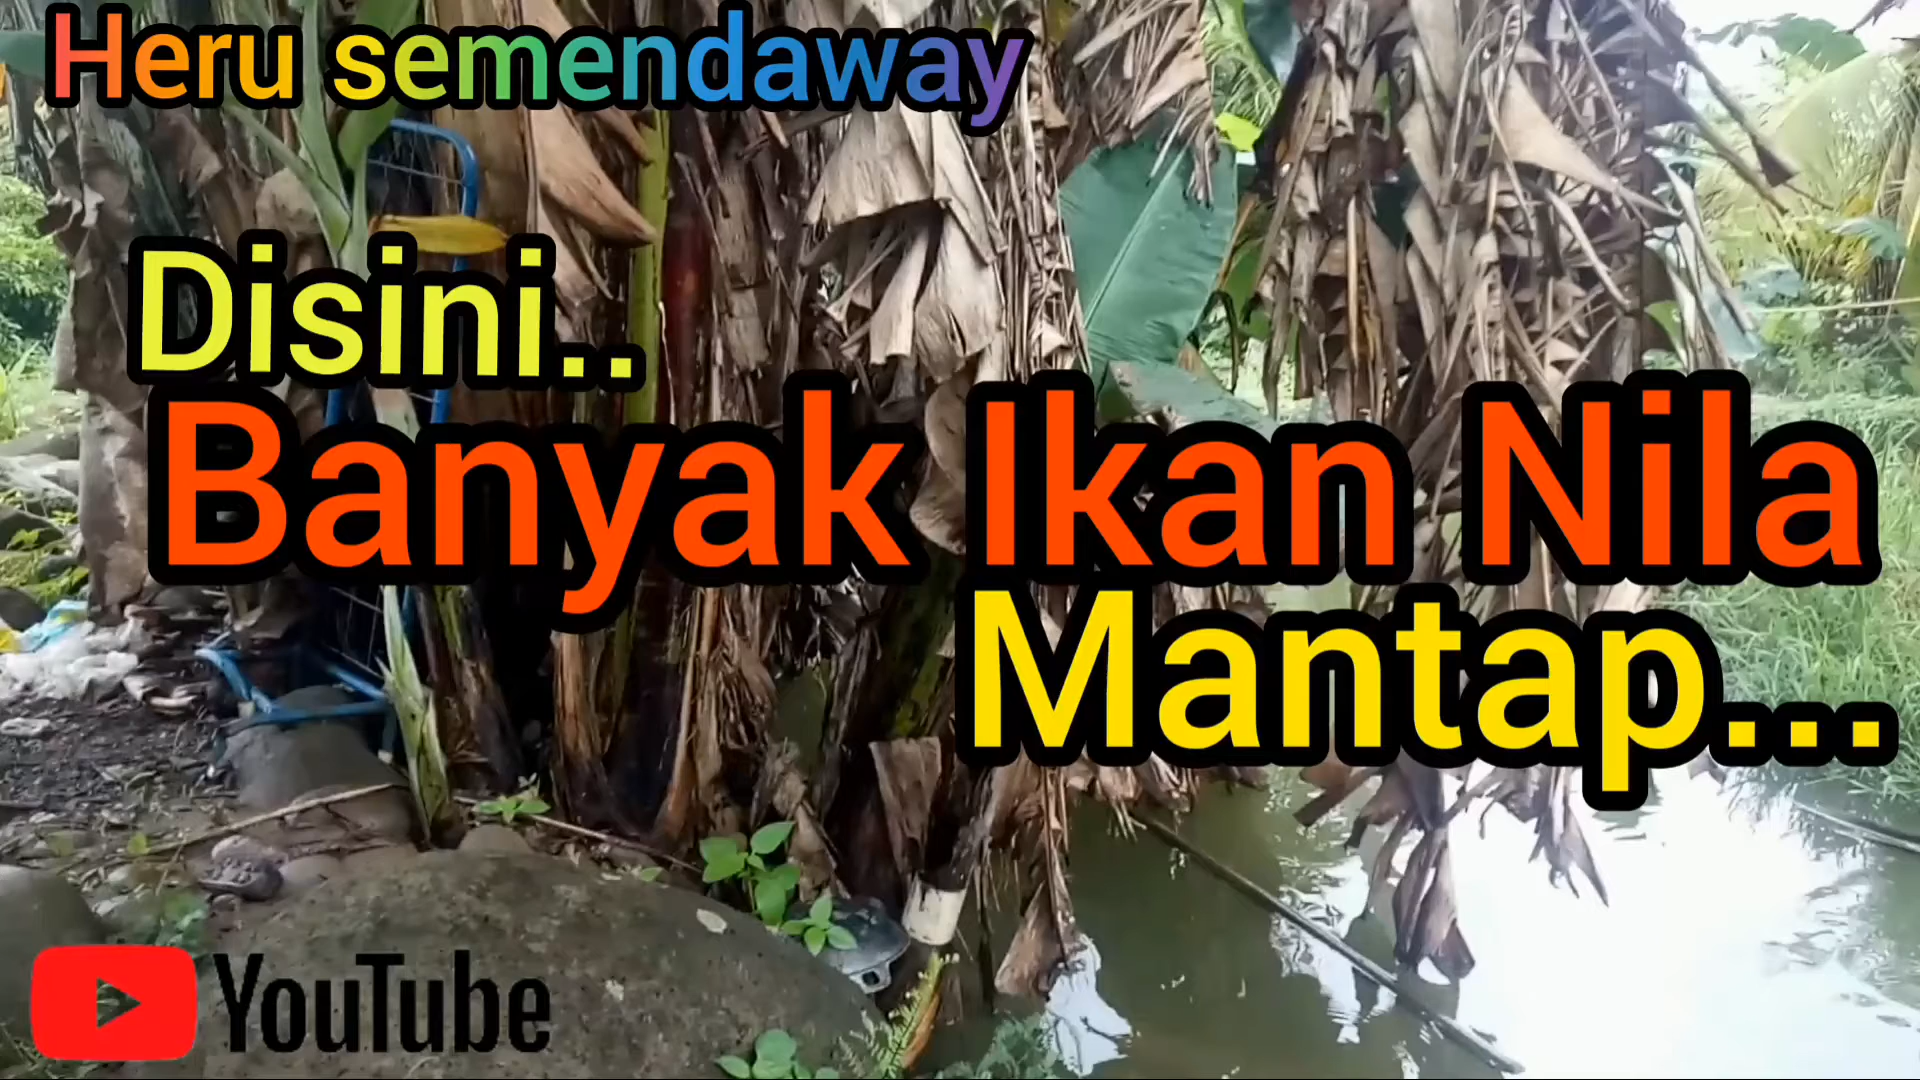 Heru semendaway
Disini..
Banyak Ikan Nila
Mantap...
YouTube